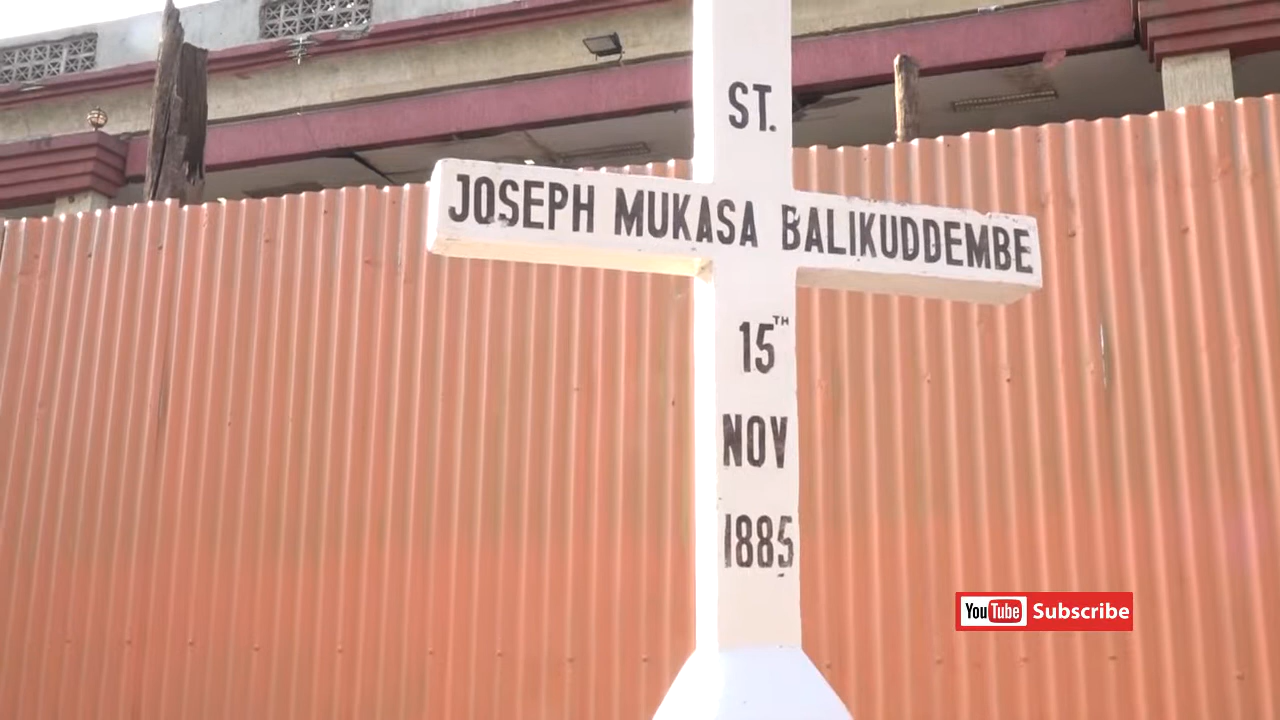 ST.
JOSEPH MUKASA BALIKUDDEMBE
15TH
NOV
1885
YouTube Subscribe